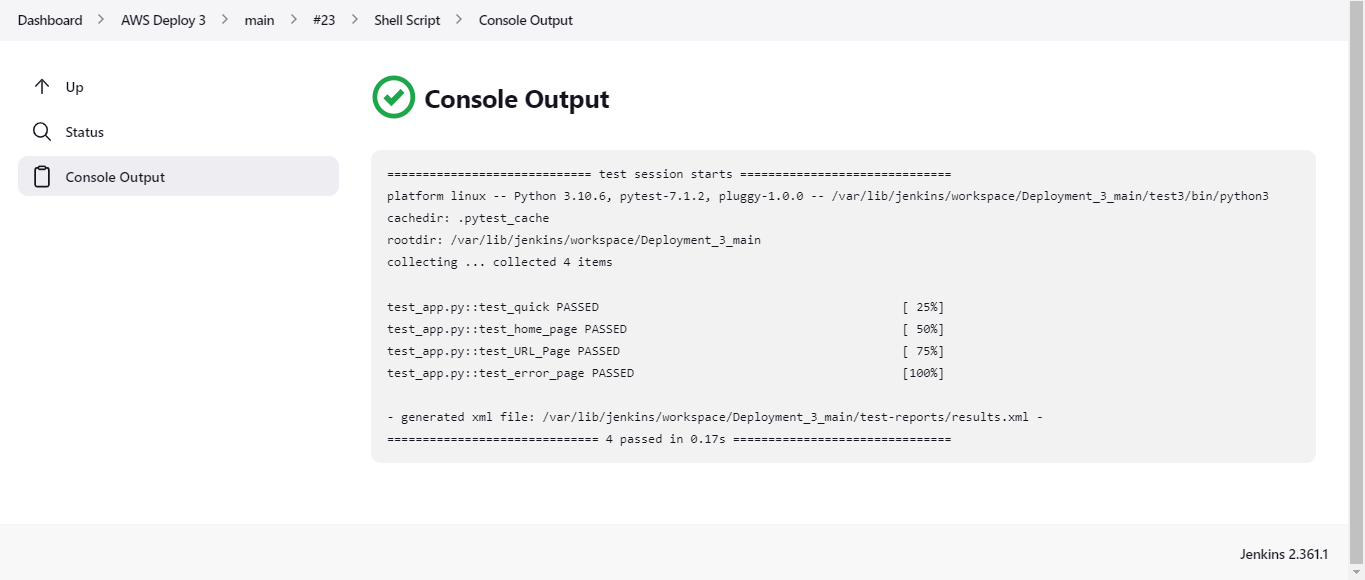 Dashboard > AWS Deploy 3 > main > #23 > Shell Script > Console Output
Up
Status
Console Output
Console Output
============================= test session starts ==============================
platform linux -- Python 3.10.6, pytest-7.1.2, pluggy-1.0.0 -- /var/lib/jenkins/workspace/Deployment_3_main/test3/bin/python3
cachedir: .pytest_cache
rootdir: /var/lib/jenkins/workspace/Deployment_3_main
collecting ... collected 4 items
test_app.py::test_quick PASSED                                           [ 25%]
test_app.py::test_home_page PASSED                                       [ 50%]
test_app.py::test_URL_Page PASSED                                        [ 75%]
test_app.py::test_error_page PASSED                                      [100%]
- generated xml file: /var/lib/jenkins/workspace/Deployment_3_main/test-reports/results.xml -
============================== 4 passed in 0.17s ===============================
Jenkins 2.361.1